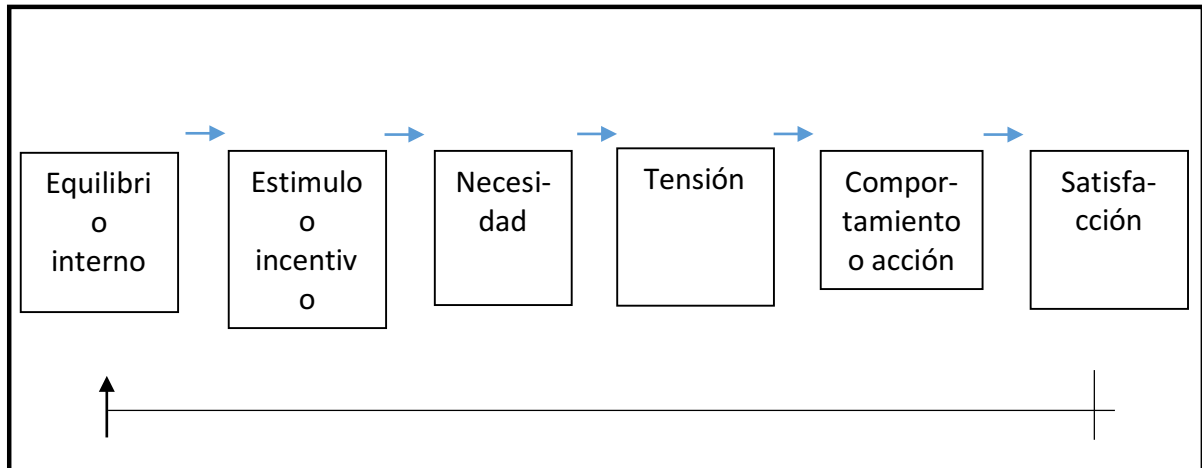 Equilibri
o
interno
Estimulo
o
incentiv
o
Necesi-
dad
Tensión
Compor-
tamiento
o acción
Satisfa-
cción